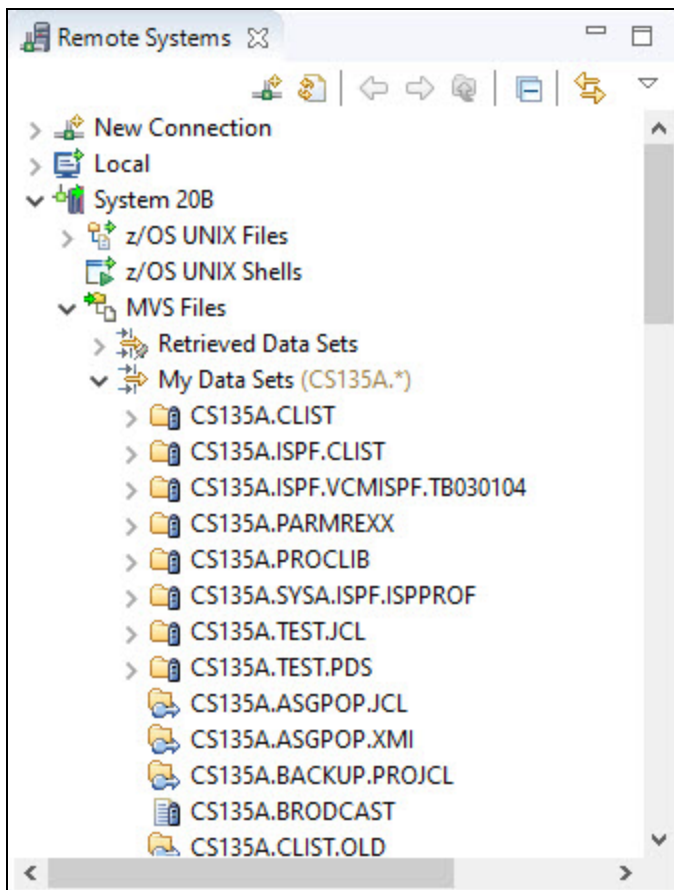 Remote Systems
New Connection
Local
System 20B
z/OS UNIX Files
z/OS UNIX Shells
MVS Files
Retrieved Data Sets
My Data Sets (CS135A.*)
CS135A.CLIST
CS135A.ISPF.CLIST
CS135A.ISPF.VCMISPF.TB030104
CS135A.PARMREXX
CS135A.PROCLIB
CS135A.SYSA.ISPF.ISPPROF
CS135A.TEST.JCL
CS135A.TEST.PDS
CS135A.ASGPOP.JCL
CS135A.ASGPOP.XMI
CS135A.BACKUP.PROJCL
CS135A.BRODCAST
CS135A.CLIST.OLD